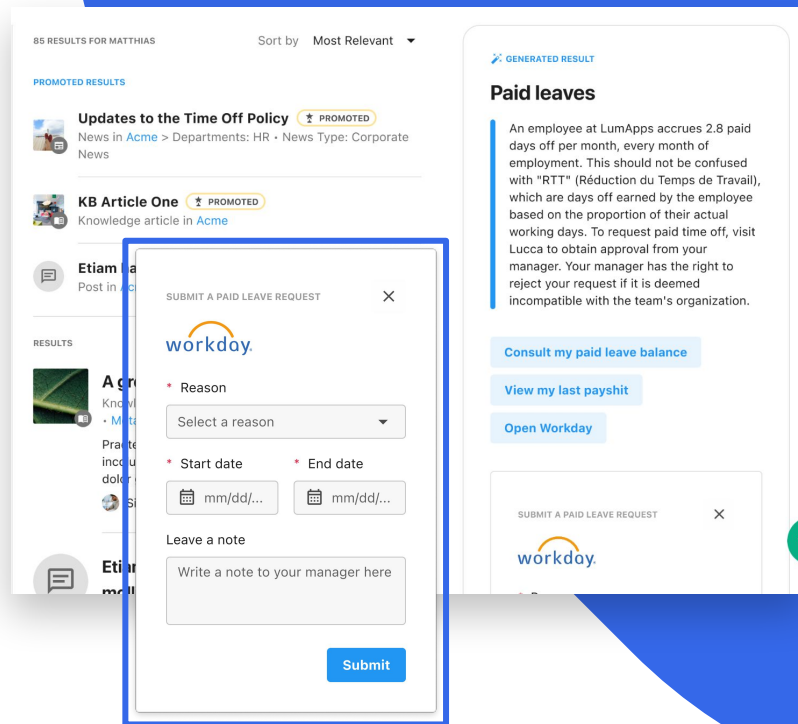 85 RESULTS FOR MATTHIAS
Sort by Most Relevant
PROMOTED RESULTS
Updates to the Time Off Policy PROMOTED
News in Acme > Departments: HR • News Type: Corporate
News
KB Article One PROMOTED
Knowledge article in Acme
Etiam
Post in
RESULTS
A
•
Etiam
SUBMIT A PAID LEAVE REQUEST
workday.
* Reason
Select a reason
* Start date * End date
mm/dd/... mm/dd/...
Leave a note
Write a note to your manager here
Submit
GENERATED RESULT
Paid leaves
An employee at LumApps accrues 2.8 paid
days off per month, every month of
employment. This should not be confused
with "RTT" (Réduction du Temps de Travail),
which are days off earned by the employee
based on the proportion of their actual
working days. To request paid time off, visit
Lucca to obtain approval from your
manager. Your manager has the right to
reject your request if it is deemed
incompatible with the team's organization.
Consult my paid leave balance
View my last payshit
Open Workday
SUBMIT A PAID LEAVE REQUEST
workday.